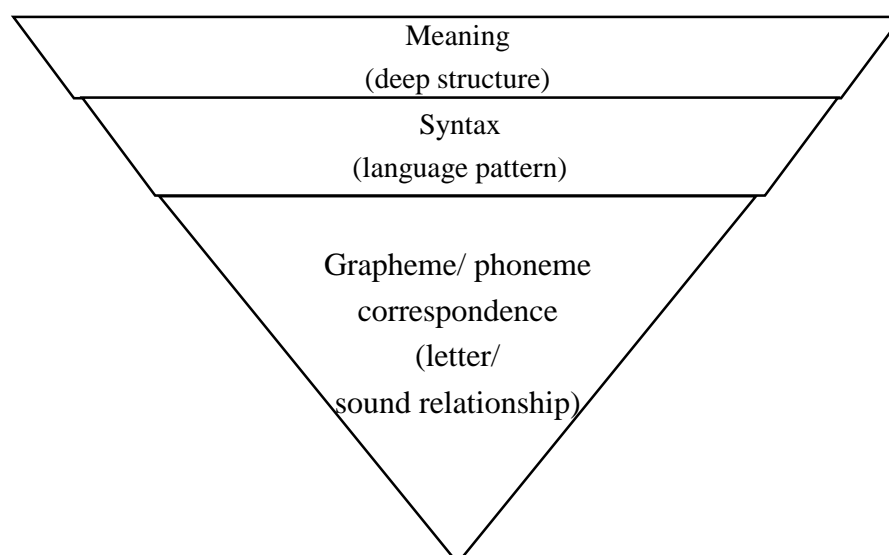 Meaning
(deep structure)
Syntax
(language pattern)
Grapheme/ phoneme
correspondence
(letter/
sound relationship)